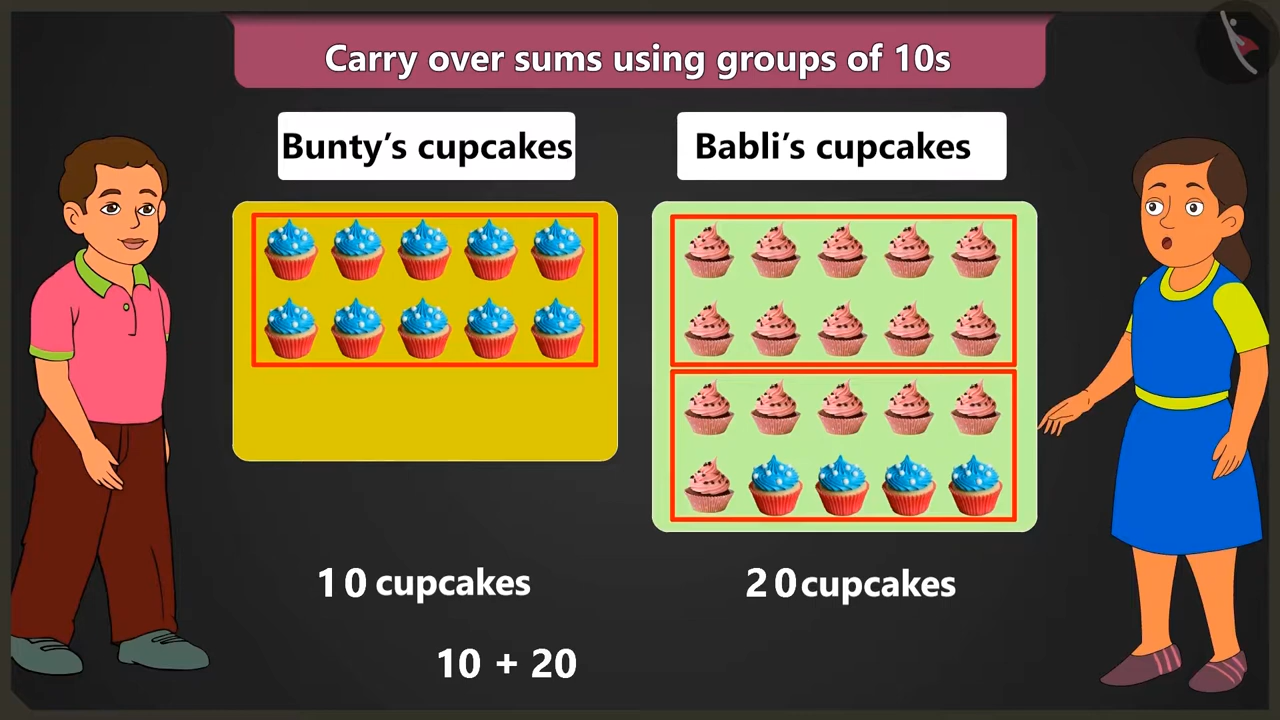 Carry over sums using groups of 10s
Bunty's cupcakes
Babli's cupcakes
10 cupcakes
20 cupcakes
10 + 20